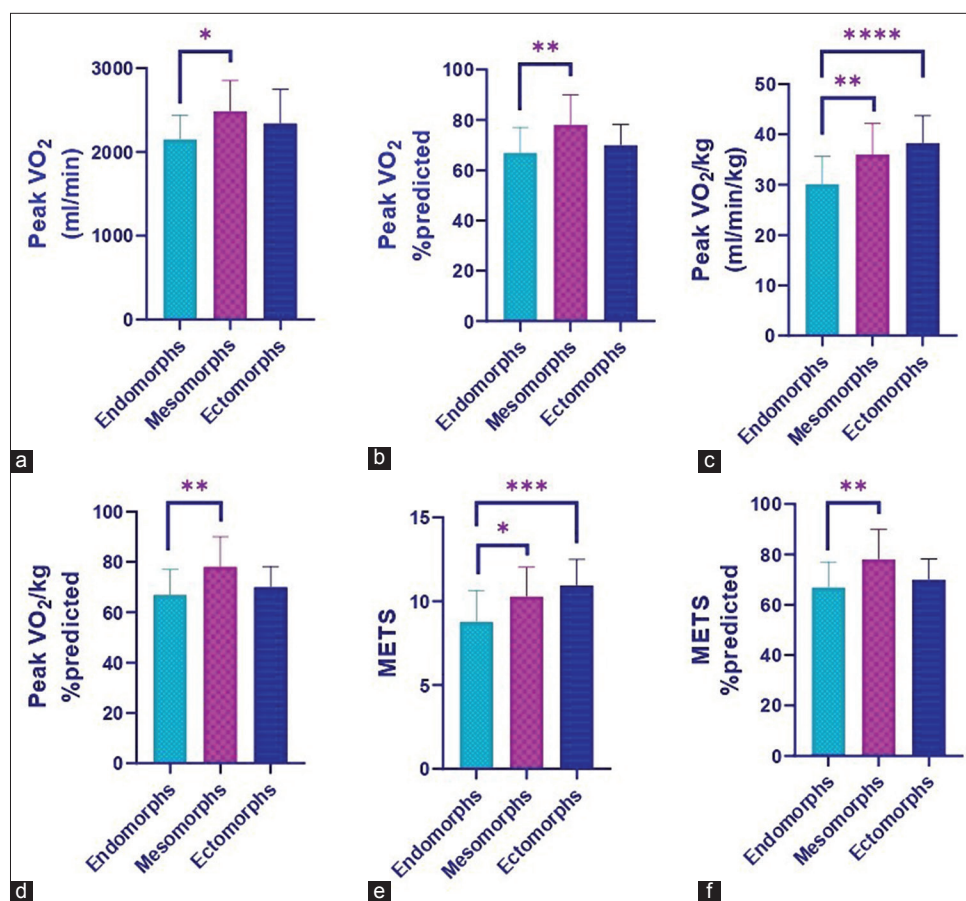 *
3000
2000
1000
0
Peak VO2
(ml/min)
Endomorphs
Mesomorphs
Ectomorphs
a
**
100
80
60
40
20
0
Peak VO2
%predicted
Endomorphs
Mesomorphs
Ectomorphs
b
****
**
50
40
30
20
10
0
Peak VO2/kg
(ml/min/kg)
Endomorphs
Mesomorphs
Ectomorphs
c
**
100
80
60
40
20
0
Peak VO2/kg
%predicted
Endomorphs
Mesomorphs
Ectomorphs
d
***
*
15
10
5
0
METS
Endomorphs
Mesomorphs
Ectomorphs
e
**
100
80
60
40
20
0
METS
%predicted
Endomorphs
Mesomorphs
Ectomorphs
f